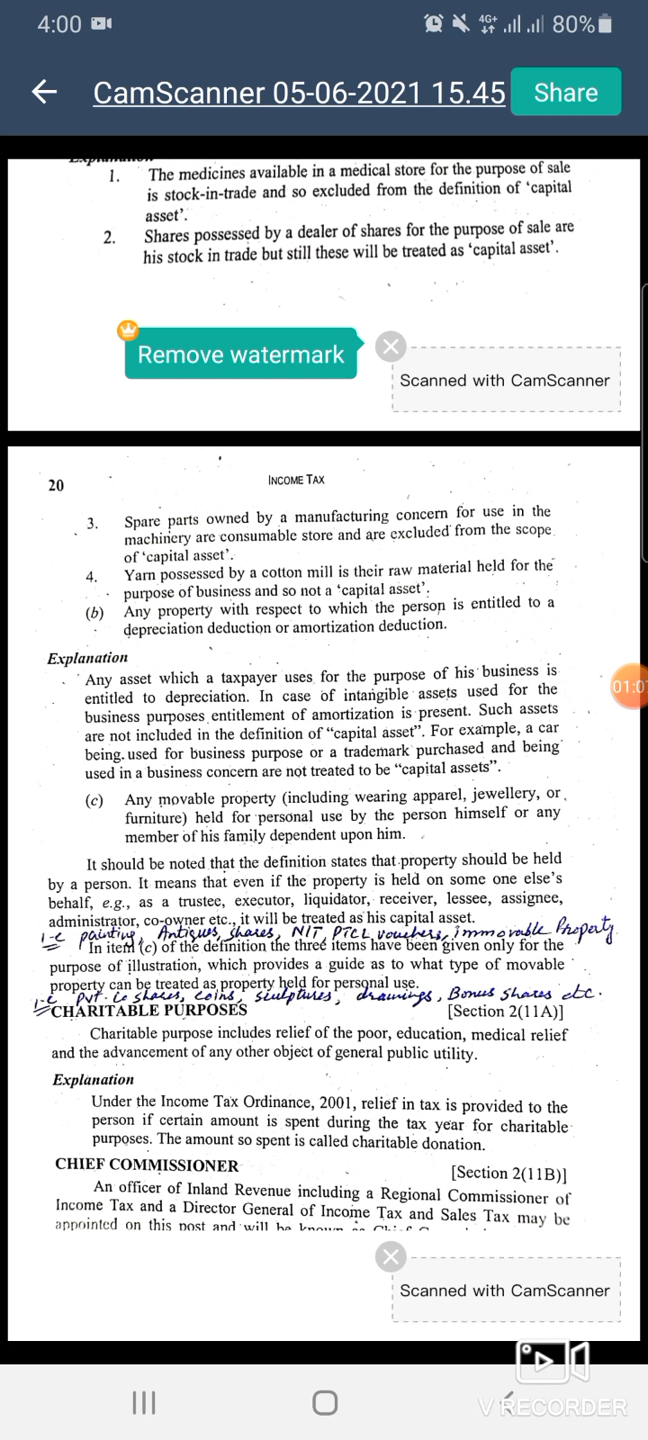 4:00
4G+ 80%
CamScanner 05-06-2021 15.45
Share
Explanation
1. The medicines available in a medical store for the purpose of sale
is stock-in-trade and so excluded from the definition of ‘capital
asset’.
2. Shares possessed by a dealer of shares for the purpose of sale are
his stock in trade but still these will be treated as ‘capital asset’.
Remove watermark
Scanned with CamScanner
20
INCOME TAX
3. Spare parts owned by a manufacturing concern for use in the
machinery are consumable store and are excluded from the scope
of ‘capital asset’.
4. Yarn possessed by a cotton mill is their raw material held for the
purpose of business and so not a ‘capital asset’.
(b) Any property with respect to which the person is entitled to a
depreciation deduction or amortization deduction.
Explanation
Any asset which a taxpayer uses for the purpose of his business is
entitled to depreciation. In case of intangible assets used for the
business purposes entitlement of amortization is present. Such assets
are not included in the definition of “capital asset”. For example, a car
being used for business purpose or a trademark purchased and being
used in a business concern are not treated to be “capital assets”.
01:0
(c) Any movable property (including wearing apparel, jewellery, or
furniture) held for personal use by the person himself or any
member of his family dependent upon him.
It should be noted that the definition states that property should be held
by a person. It means that even if the property is held on some one else’s
behalf, e.g., as a trustee, executor, liquidator, receiver, lessee, assignee,
administrator, co-owner etc., it will be treated as his capital asset.
i-e painting, Antiques, shares, NIT, PTCL vouchers, immovable Property
In item (c) of the definition the three items have been given only for the
purpose of illustration, which provides a guide as to what type of movable
property can be treated as property held for personal use.
i-e Pvt. Co shares, coins, sculptures, drawings, Bonus shares etc.
CHARITABLE PURPOSES [Section 2(11A)]
Charitable purpose includes relief of the poor, education, medical relief
and the advancement of any other object of general public utility.
Explanation
Under the Income Tax Ordinance, 2001, relief in tax is provided to the
person if certain amount is spent during the tax year for charitable
purposes. The amount so spent is called charitable donation.
CHIEF COMMISSIONER [Section 2(11B)]
An officer of Inland Revenue including a Regional Commissioner of
Income Tax and a Director General of Income Tax and Sales Tax may be
appointed on this post and will be known as
Scanned with CamScanner
V RECORDER